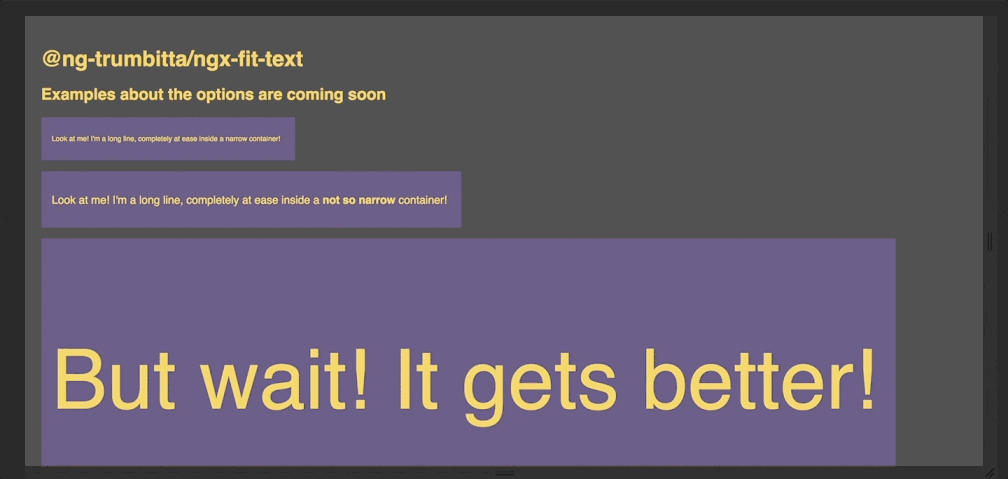 @ng-trumbitta/ngx-fit-text
Examples about the options are coming soon
Look at me! I'm a long line, completely at ease inside a narrow container!
Look at me! I'm a long line, completely at ease inside a not so narrow container!
But wait! It gets better!